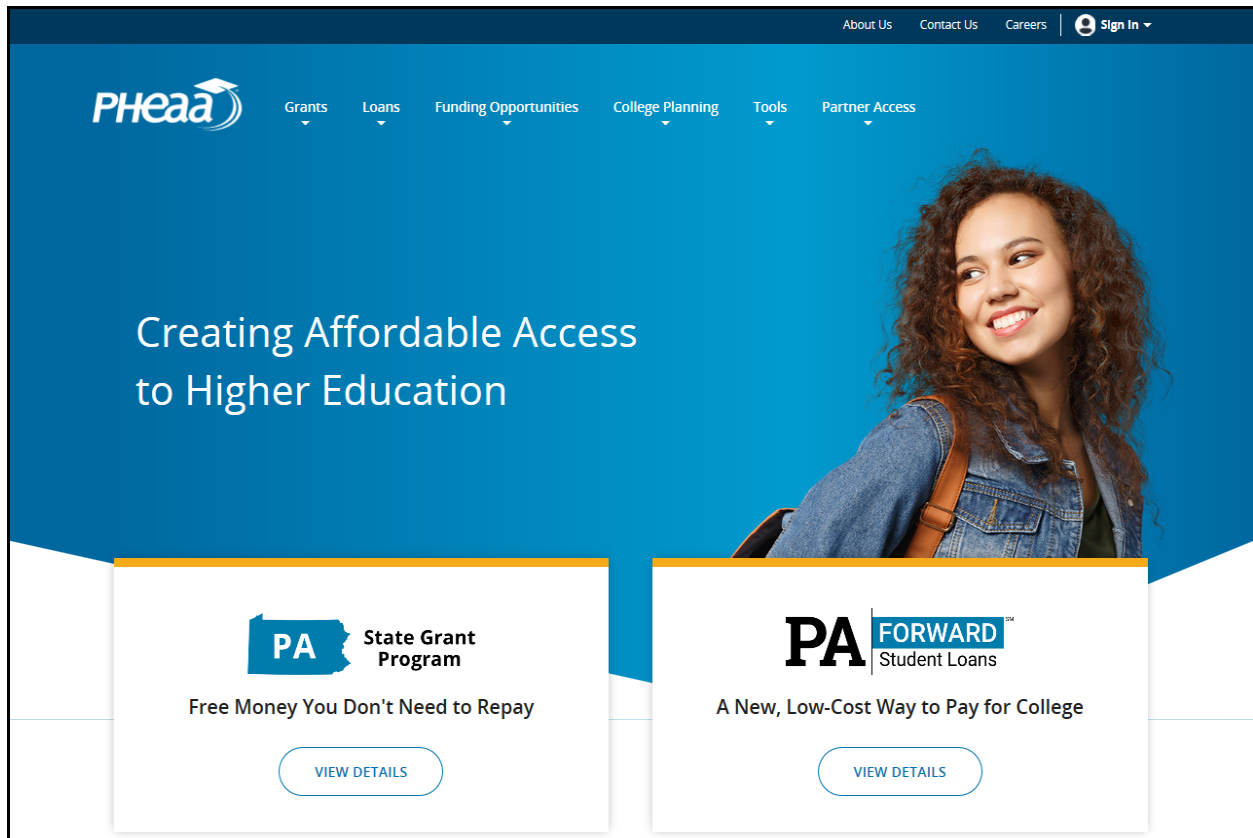 About Us Contact Us Careers Sign In
PHEAA
Grants Loans Funding Opportunities College Planning Tools Partner Access
Creating Affordable Access
to Higher Education
PA State Grant
Program
Free Money You Don't Need to Repay
VIEW DETAILS
PA FORWARD SM
Student Loans
A New, Low-Cost Way to Pay for College
VIEW DETAILS